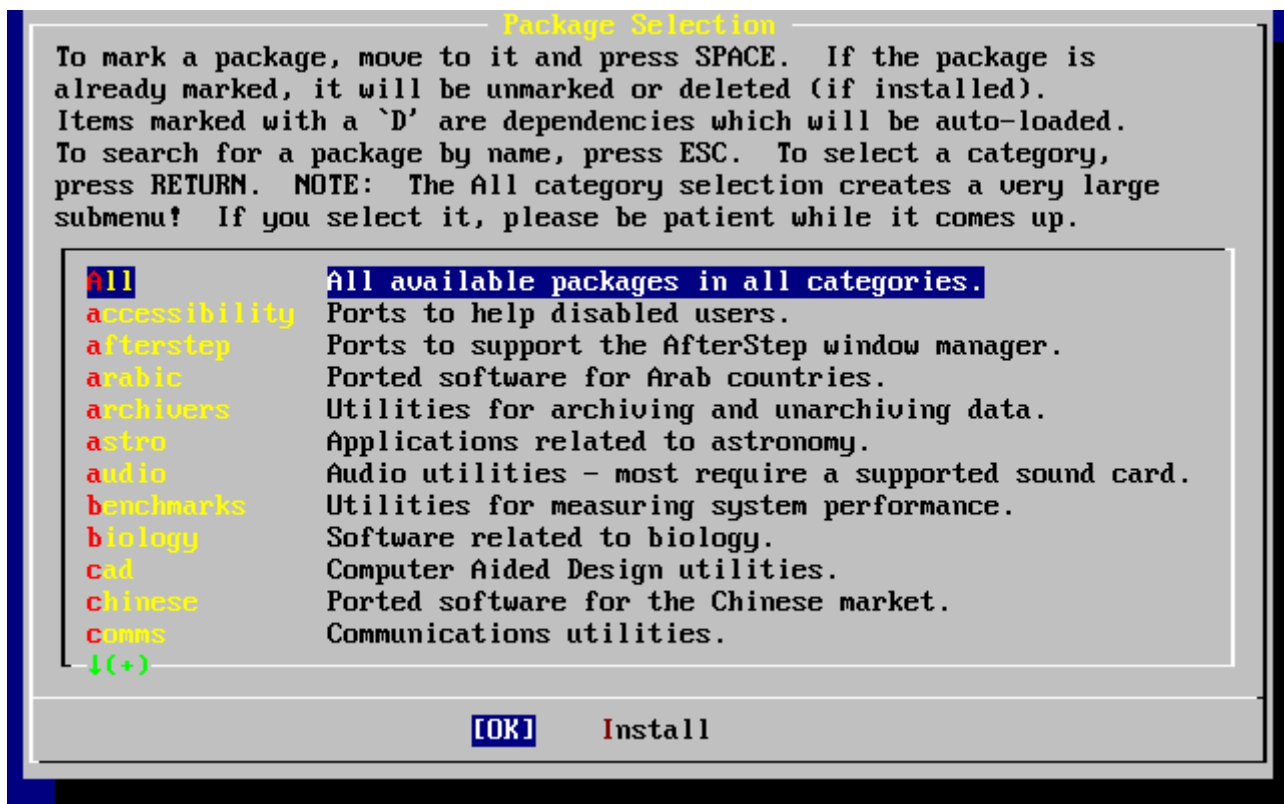 Package Selection
To mark a package, move to it and press SPACE.  If the package is
already marked, it will be unmarked or deleted (if installed).
Items marked with a `D' are dependencies which will be auto-loaded.
To search for a package by name, press ESC.  To select a category,
press RETURN.  NOTE:  The All category selection creates a very large
submenu!  If you select it, please be patient while it comes up.
All All available packages in all categories.
accessibility Ports to help disabled users.
afterstep Ports to support the AfterStep window manager.
arabic Ported software for Arab countries.
archivers Utilities for archiving and unarchiving data.
astro Applications related to astronomy.
audio Audio utilities - most require a supported sound card.
benchmarks Utilities for measuring system performance.
biology Software related to biology.
cad Computer Aided Design utilities.
chinese Ported software for the Chinese market.
comms Communications utilities.
↓(+)
[OK] Install